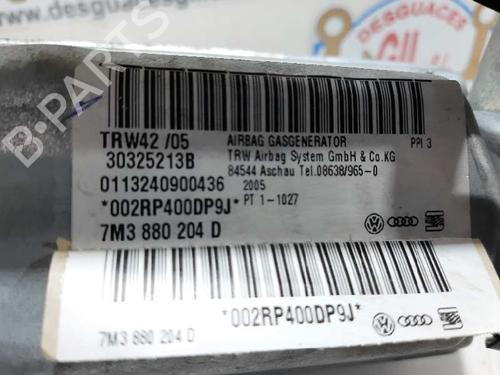 DESGUACES
B-PARTS
TRW42 /05
30325213B
0113240900436
*002RP400DP9J*
7M3 880 204 D
AIRBAG GASGENERATOR PPI 3
TRW Airbag System GmbH & Co.KG
84544 Aschau Tel.08638/965-0
2005
PT 1-1027
*002RP400DP9J*
7M3 880 204 D